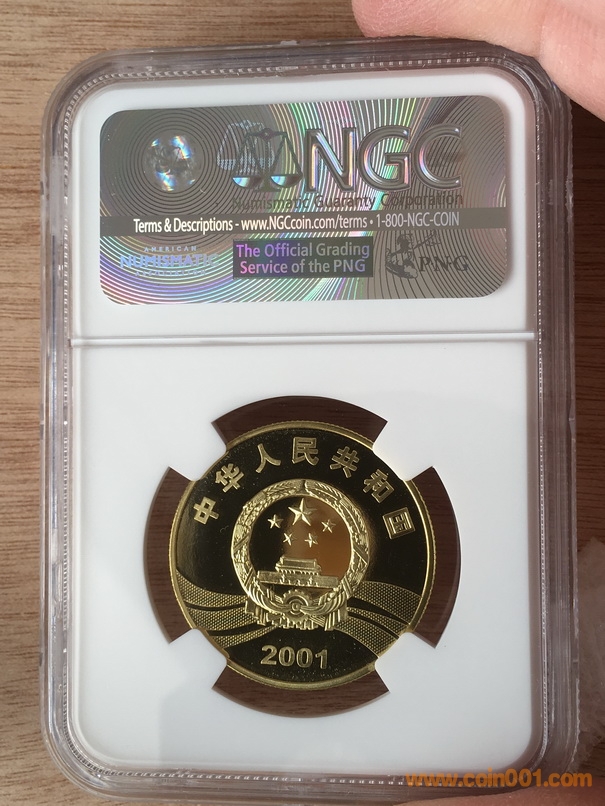 NGC
Numismatic Guaranty Corporation
Terms & Descriptions - www.NGCcoin.com/terms • 1-800-NGC-COIN
AMERICAN
NUMISMATIC
The Official Grading
Service of the PNG
PNG
中华人民共和国
2001
www.coin001.com